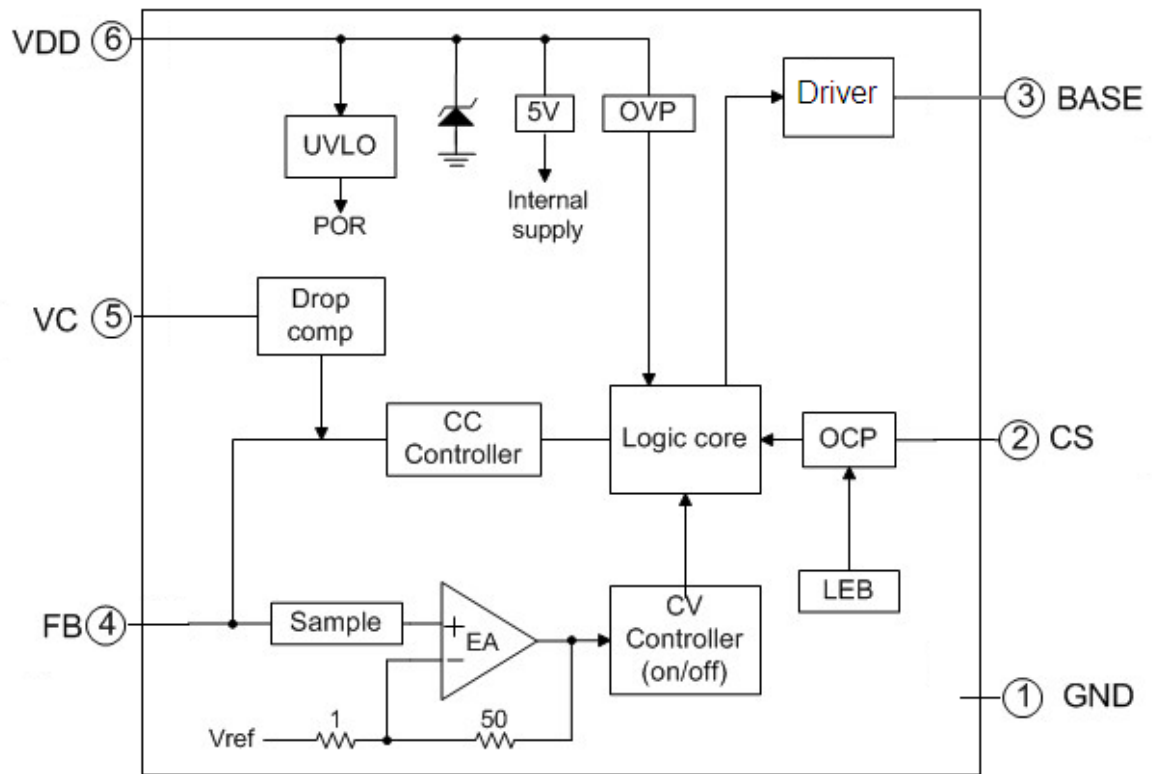 VDD 6
3 BASE
Driver
5V
OVP
UVLO
Internal
supply
POR
VC 5
Drop
comp
CC
Controller
Logic core
OCP
2 CS
LEB
FB 4
Sample
+
EA
−
CV
Controller
(on/off)
1 GND
1
50
Vref